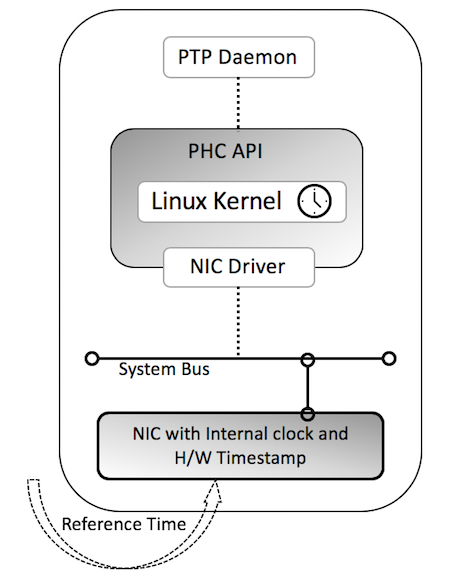 PTP Daemon
PHC API
Linux Kernel
NIC Driver
System Bus
NIC with Internal clock and
H/W Timestamp
Reference Time